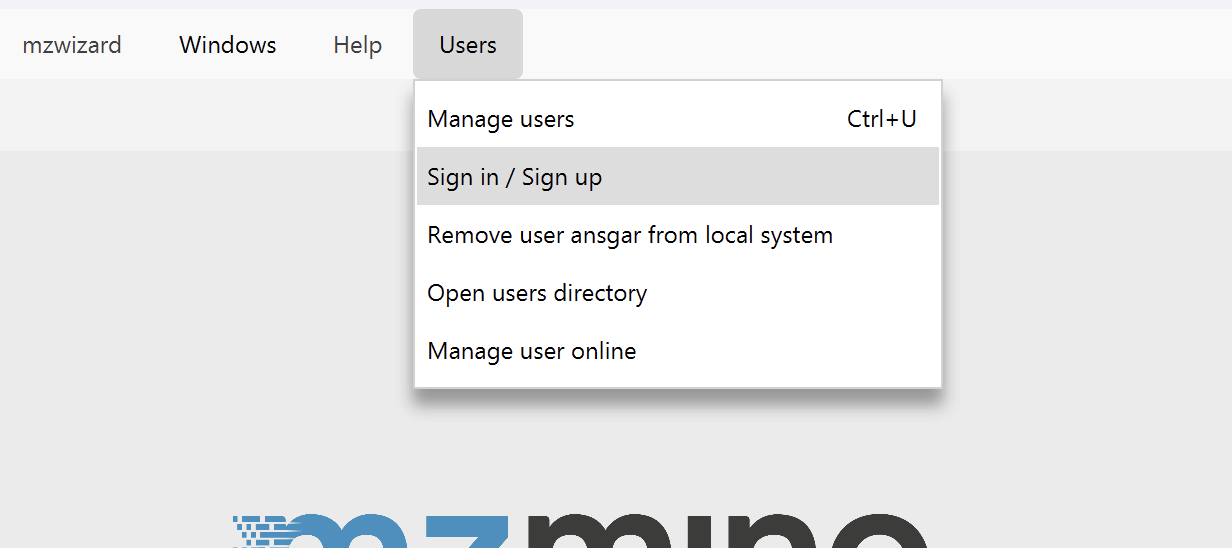 mzwizard Windows Help Users
Manage users Ctrl+U
Sign in / Sign up
Remove user ansgar from local system
Open users directory
Manage user online
mzmine